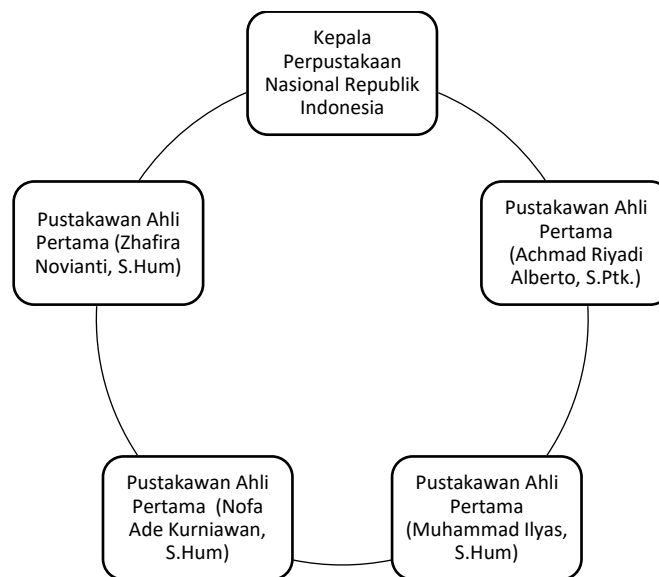 Kepala
Perpustakaan
Nasional Republik
Indonesia
Pustakawan Ahli
Pertama
(Achmad Riyadi
Alberto, S.Ptk.)
Pustakawan Ahli
Pertama
(Muhammad Ilyas,
S.Hum)
Pustakawan Ahli
Pertama (Nofa
Ade Kurniawan,
S.Hum)
Pustakawan Ahli
Pertama (Zhafira
Novianti, S.Hum)